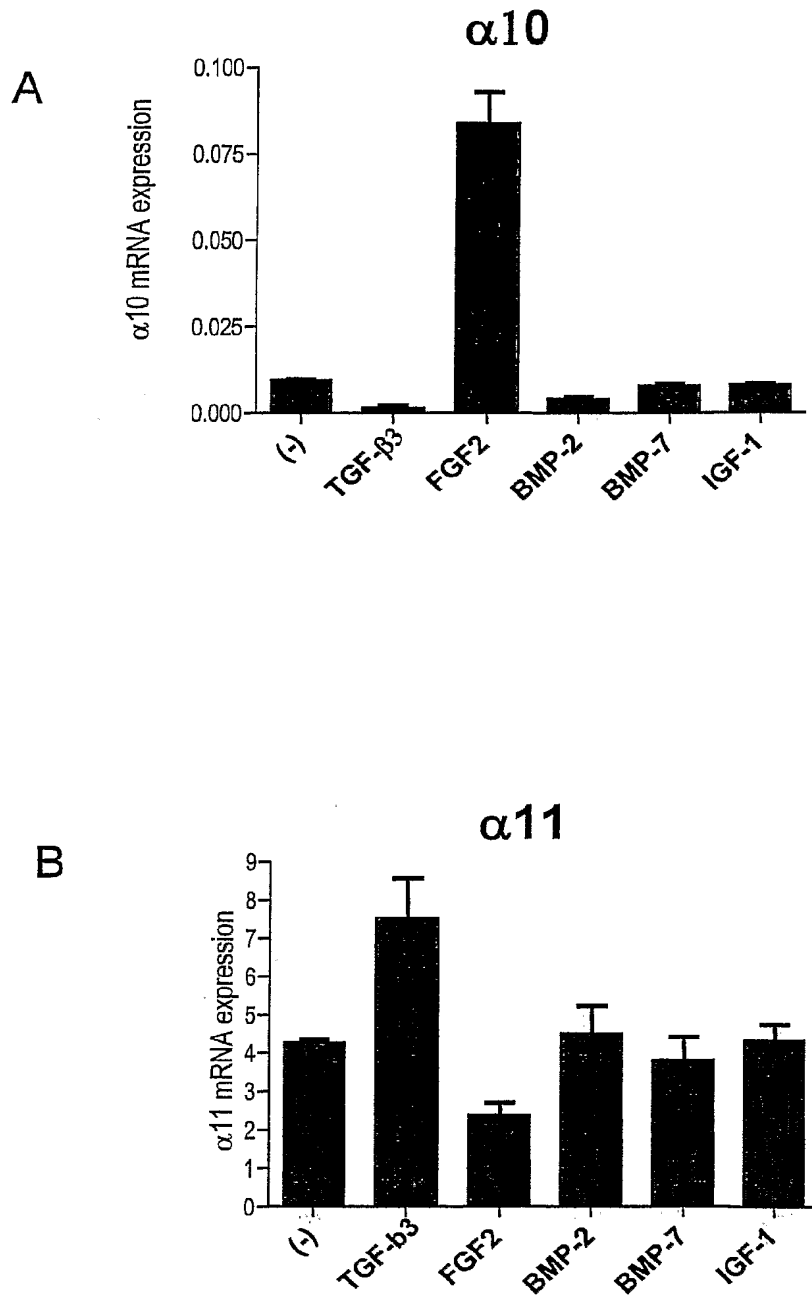 α10
A
α10 mRNA expression
0.100
0.075
0.050
0.025
0.000
(-)
TGF-β3
FGF2
BMP-2
BMP-7
IGF-1
α11
B
α11 mRNA expression
9
8
7
6
5
4
3
2
1
0
(-)
TGF-b3
FGF2
BMP-2
BMP-7
IGF-1